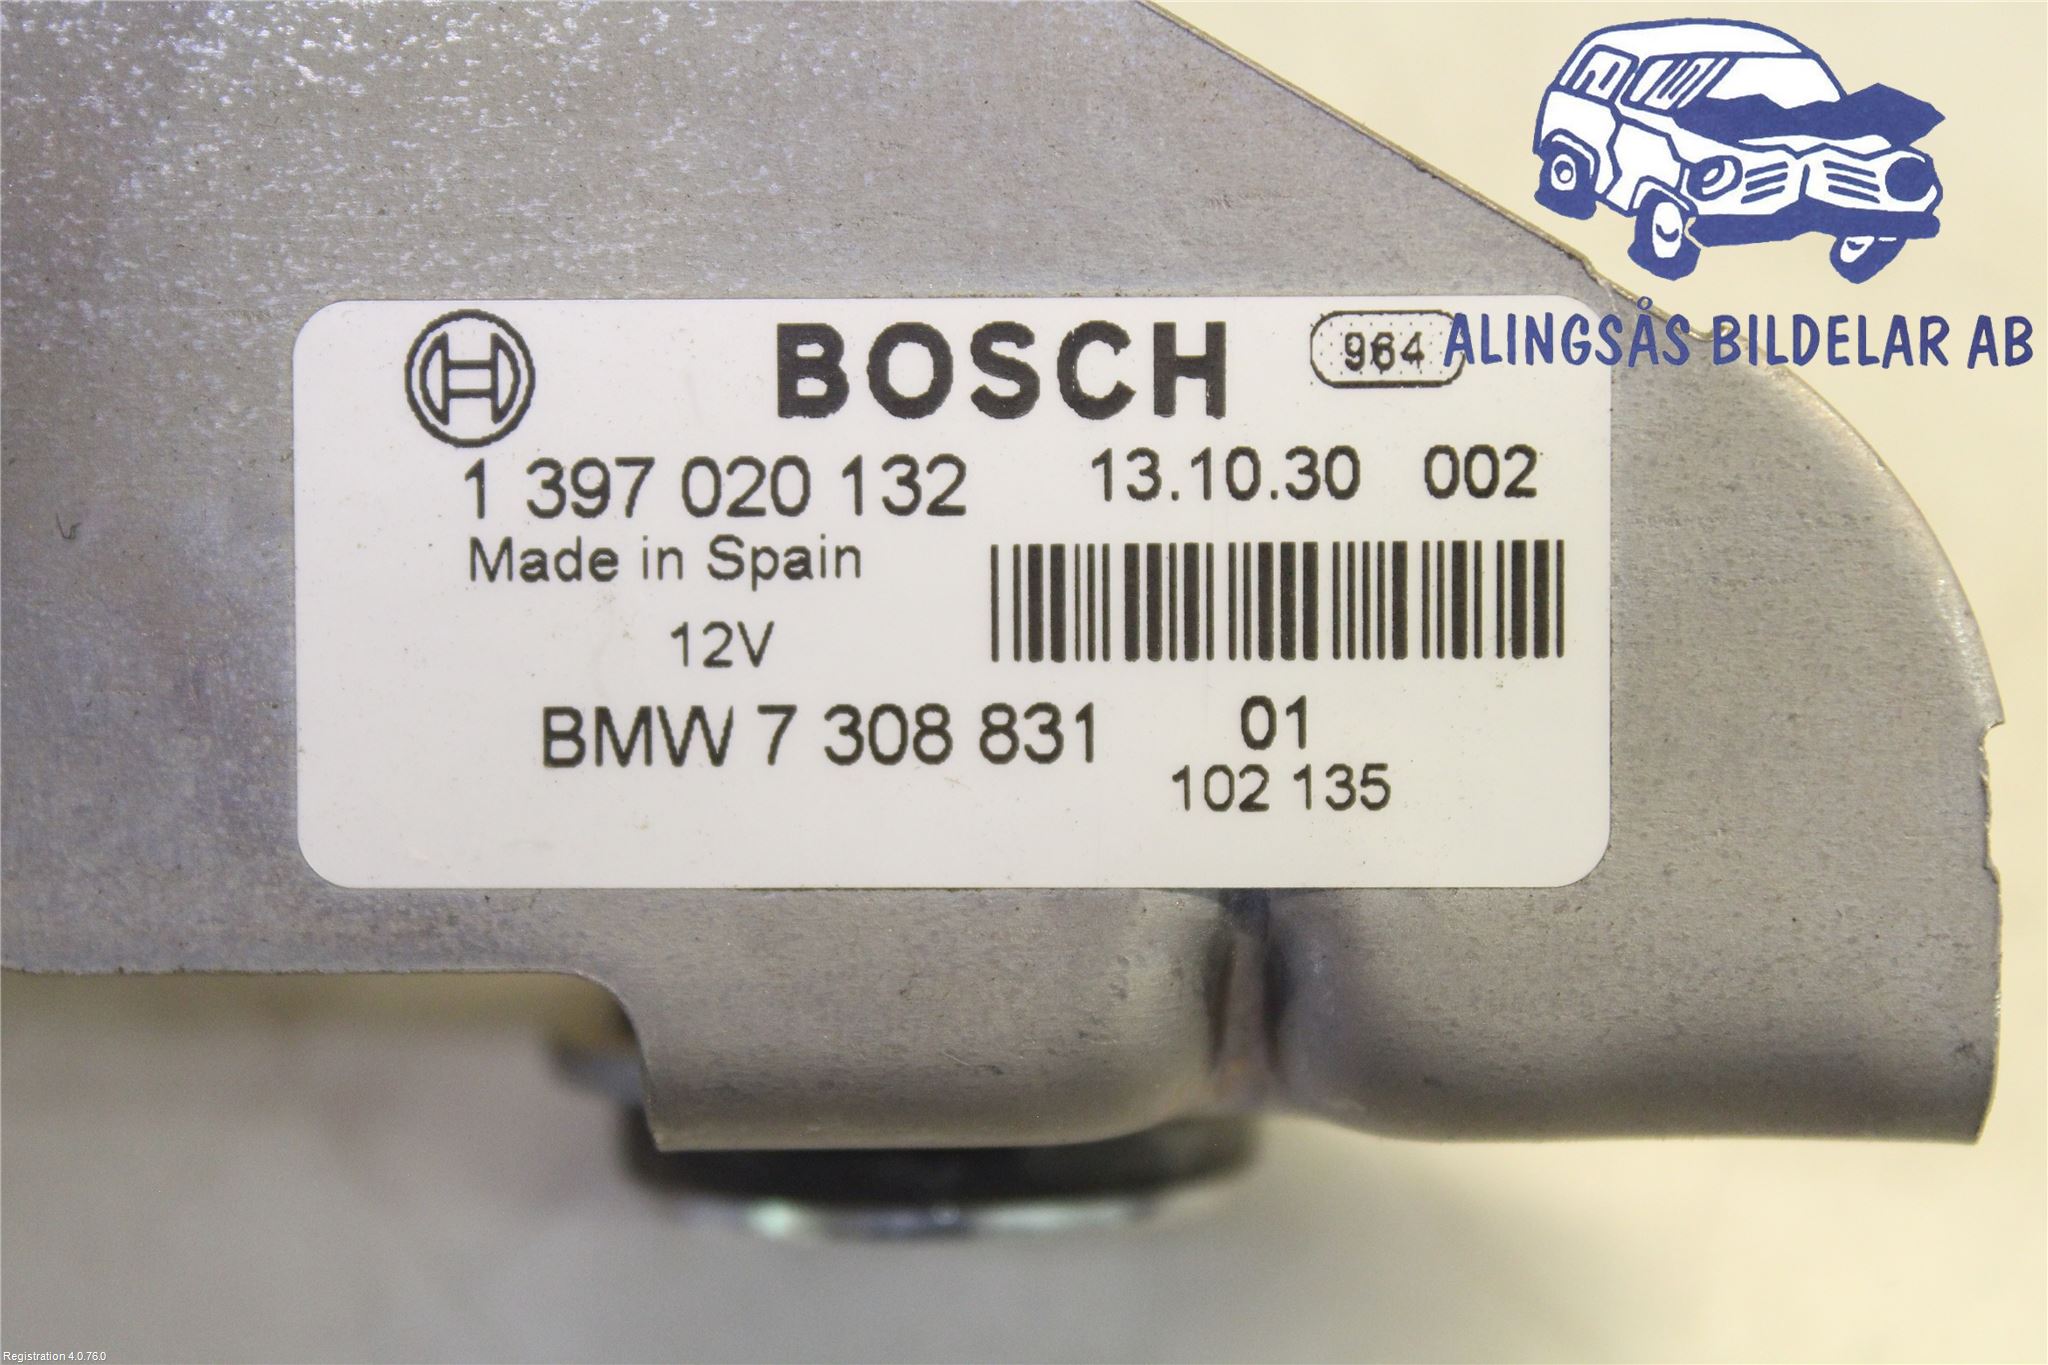 BOSCH 964
ALINGSÅS BILDELAR AB
1 397 020 132 13.10.30 002
Made in Spain
12V
BMW 7 308 831 01
102 135
Registration 4.0.76.0